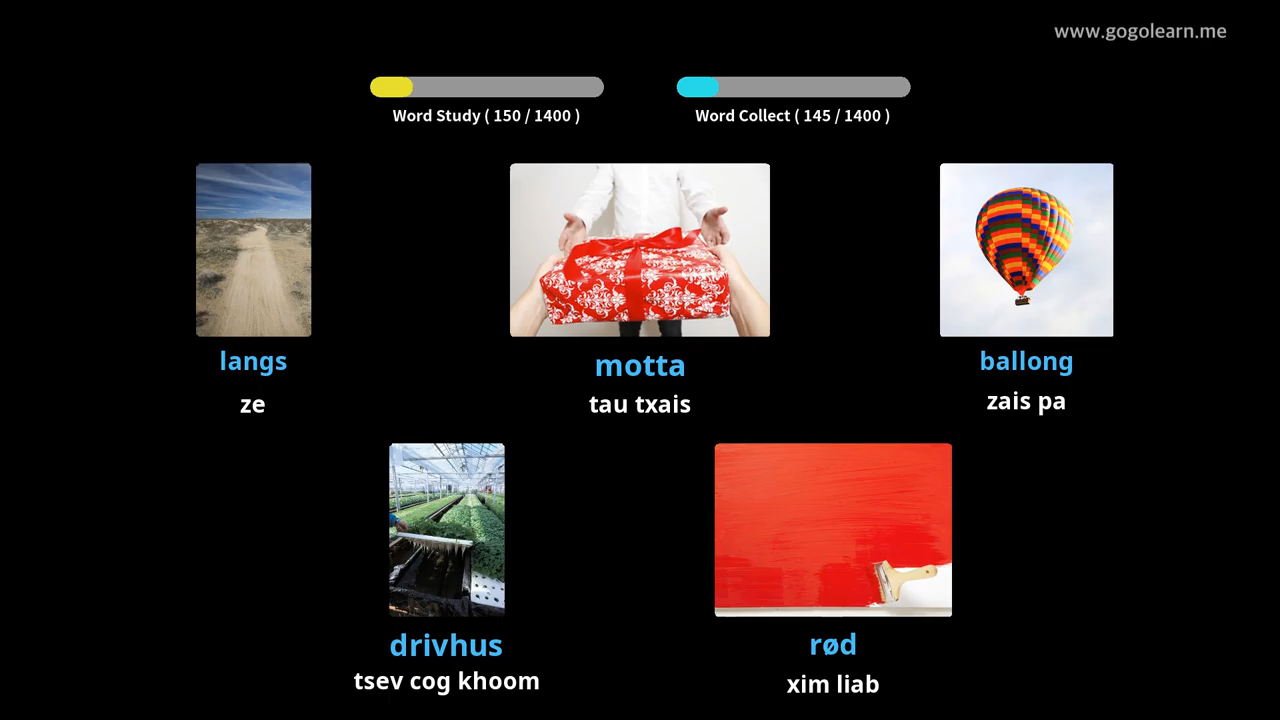 www.gogolearn.me
Word Study ( 150 / 1400 )
Word Collect ( 145 / 1400 )
langs
ze
motta
tau txais
ballong
zais pa
drivhus
tsev cog khoom
rød
xim liab